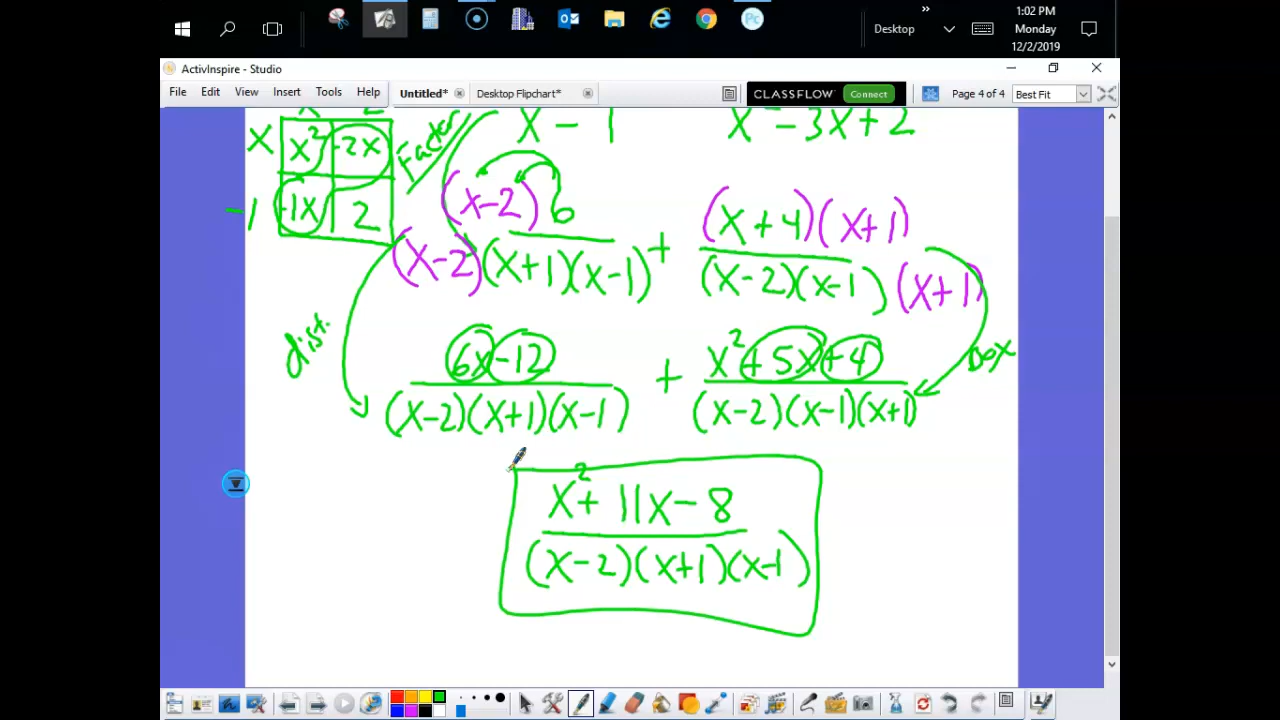 1:02 PM
Desktop
Monday
12/2/2019
ActivInspire - Studio
File Edit View Insert Tools Help Untitled* Desktop Flipchart* CLASSFLOW Connect Page 4 of 4 Best Fit
x - 1 x - 3x + 2
x x² -2x Factor
-1 -1x 2
(x-2) 6 (x+4)(x+1)
(x-2)(x+1)(x-1) + (x-2)(x-1)(x+1)
dist. box
6x-12 + x²+5x+4
(x-2)(x+1)(x-1) (x-2)(x-1)(x+1)
x²+11x-8
(x-2)(x+1)(x-1)